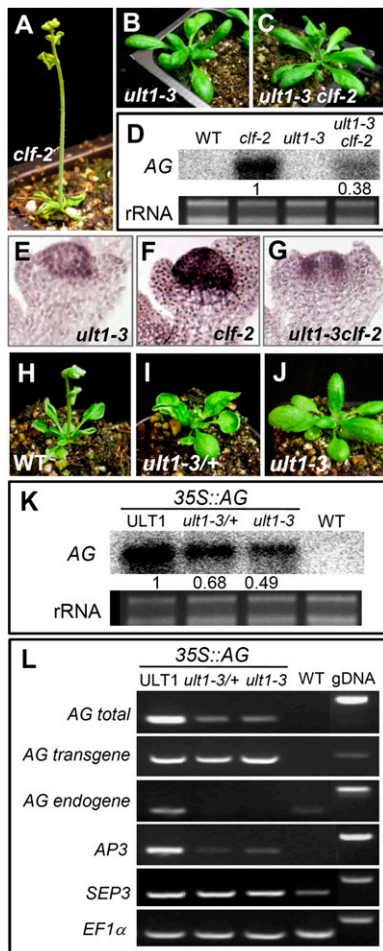 A
clf-2
B
ult1-3
C
ult1-3 clf-2
D
WT clf-2 ult1-3 ult1-3 clf-2
AG
1 0.38
rRNA
E
ult1-3
F
clf-2
G
ult1-3clf-2
H
WT
I
ult1-3/+
J
ult1-3
K
35S::AG
ULT1 ult1-3/+ ult1-3 WT
AG
1 0.68 0.49
rRNA
L
35S::AG
ULT1 ult1-3/+ ult1-3 WT gDNA
AG total
AG transgene
AG endogene
AP3
SEP3
EF1α